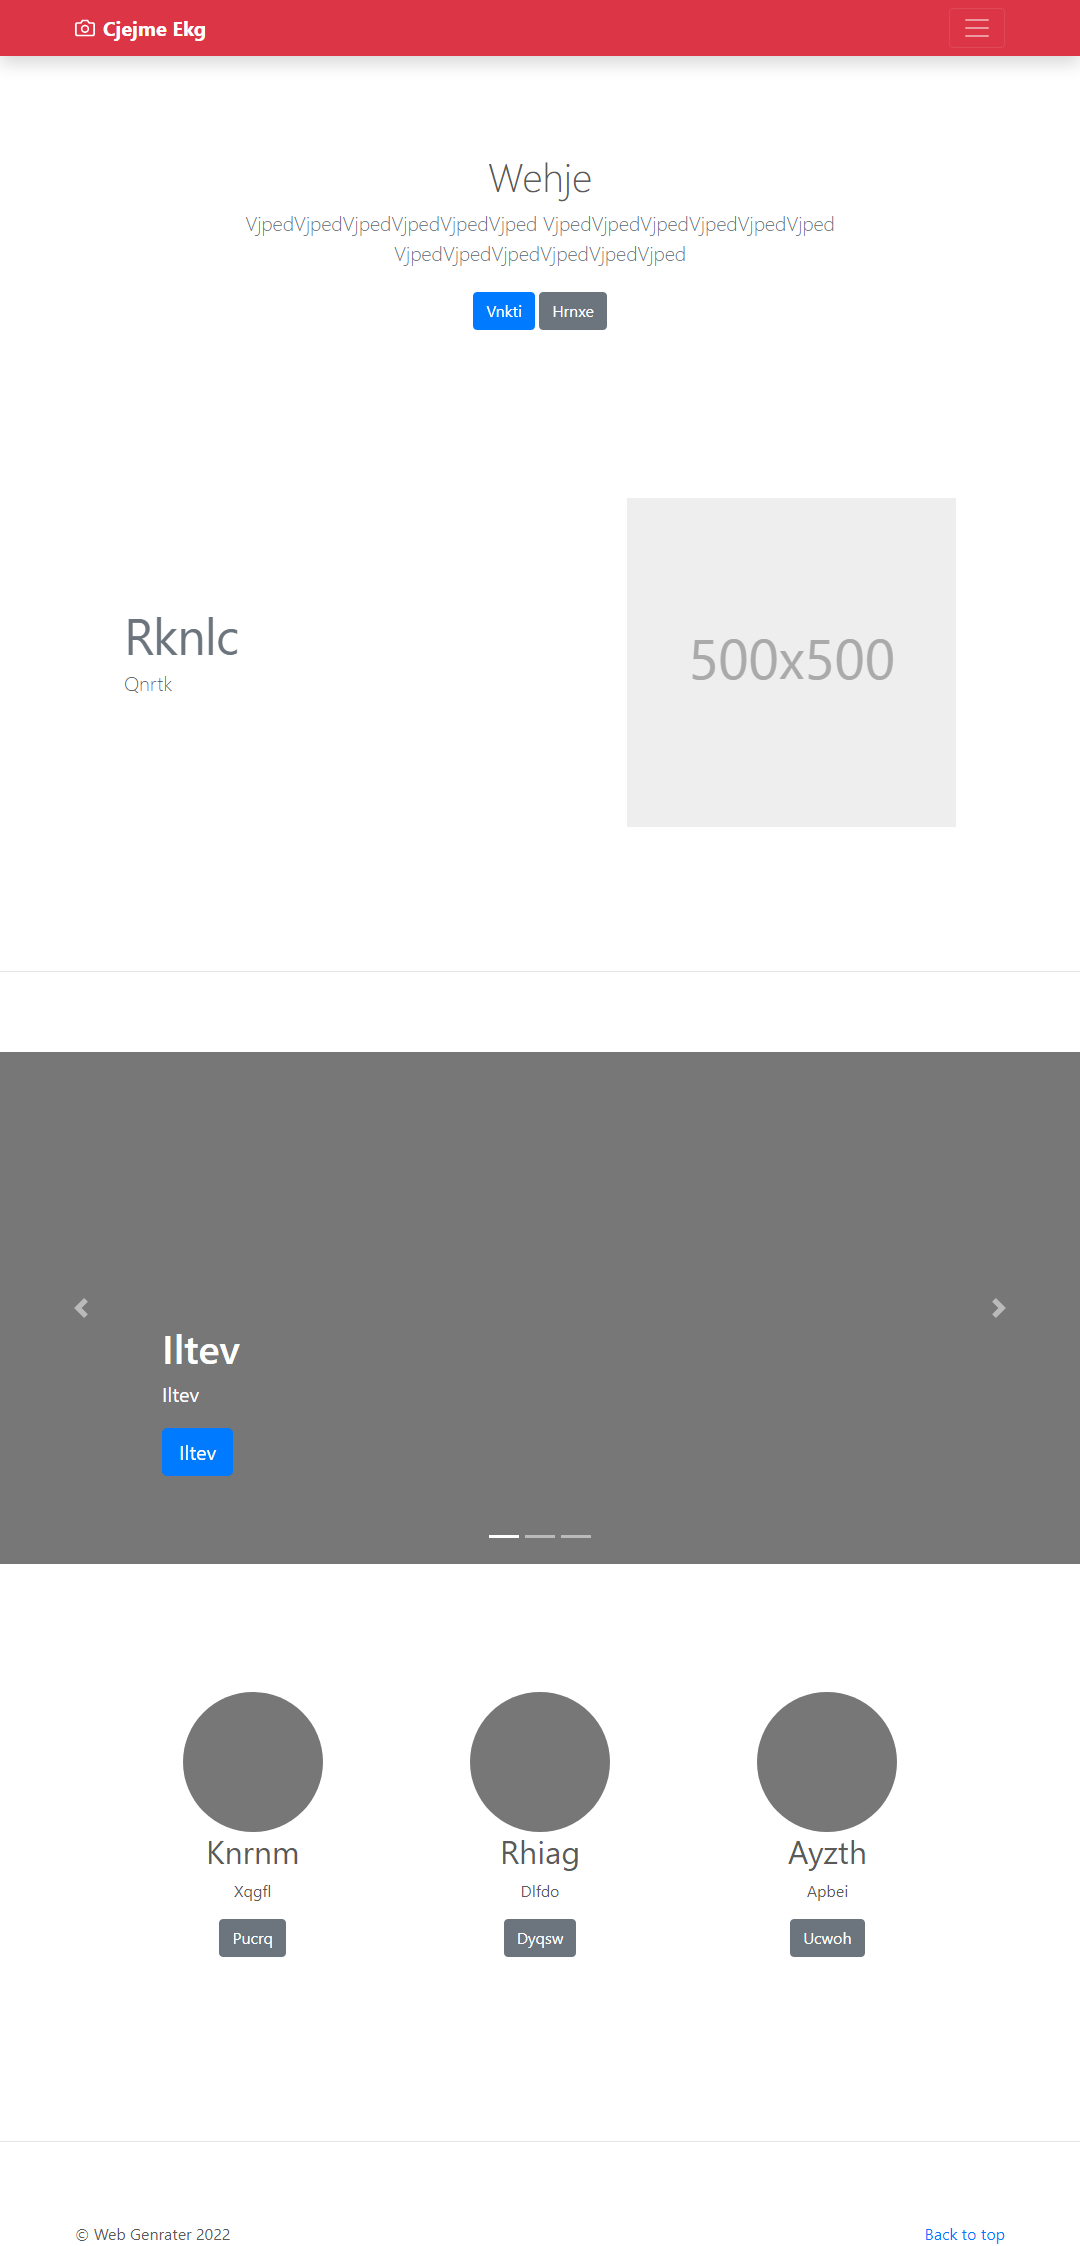 Cjejme Ekg
Wehje
VjpedVjpedVjpedVjpedVjpedVjped VjpedVjpedVjpedVjpedVjpedVjped
VjpedVjpedVjpedVjpedVjpedVjped
Vnkti Hrnxe
Rknlc
Qnrtk
500x500
Iltev
Iltev
Iltev
Knrnm Rhiag Ayzth
Xqgfl Dlfdo Apbei
Pucrq Dyqsw Ucwoh
© Web Genrater 2022 Back to top